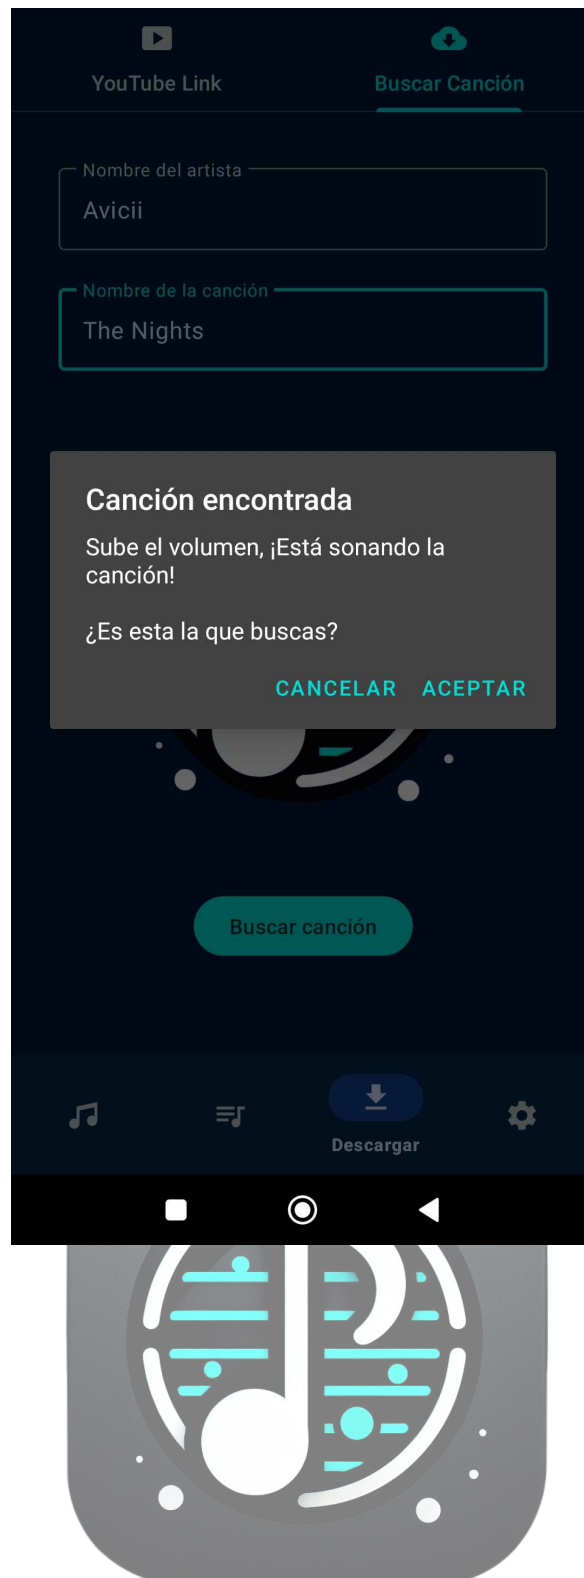 YouTube Link
Buscar Canción
Nombre del artista
Avicii
Nombre de la canción
The Nights
Canción encontrada
Sube el volumen, ¡Está sonando la
canción!
¿Es esta la que buscas?
CANCELAR ACEPTAR
Buscar canción
Descargar